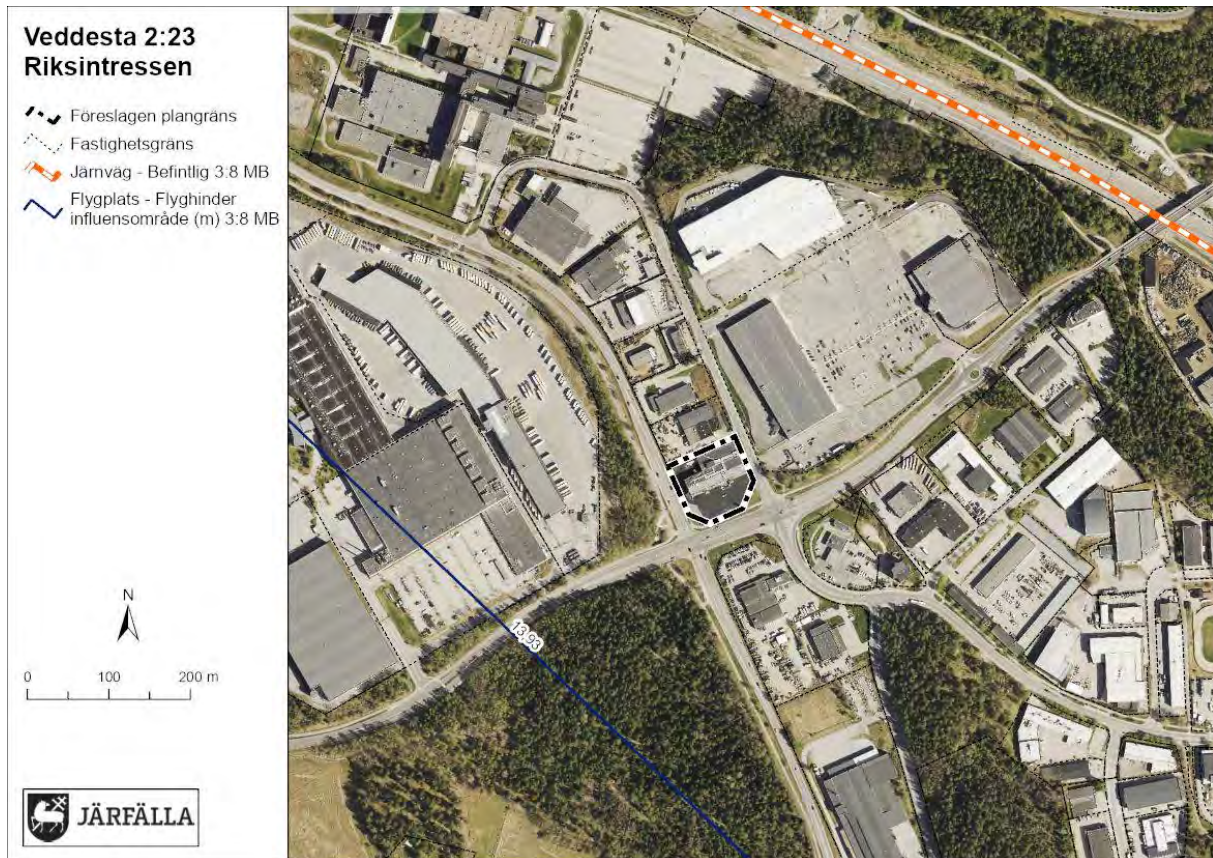 Veddesta 2:23
Riksintressen
Föreslagen plangräns
Fastighetsgräns
Järnväg - Befintlig 3:8 MB
Flygplats - Flyghinder
influensområde (m) 3:8 MB
13,93
N
0 100 200 m
JÄRFÄLLA